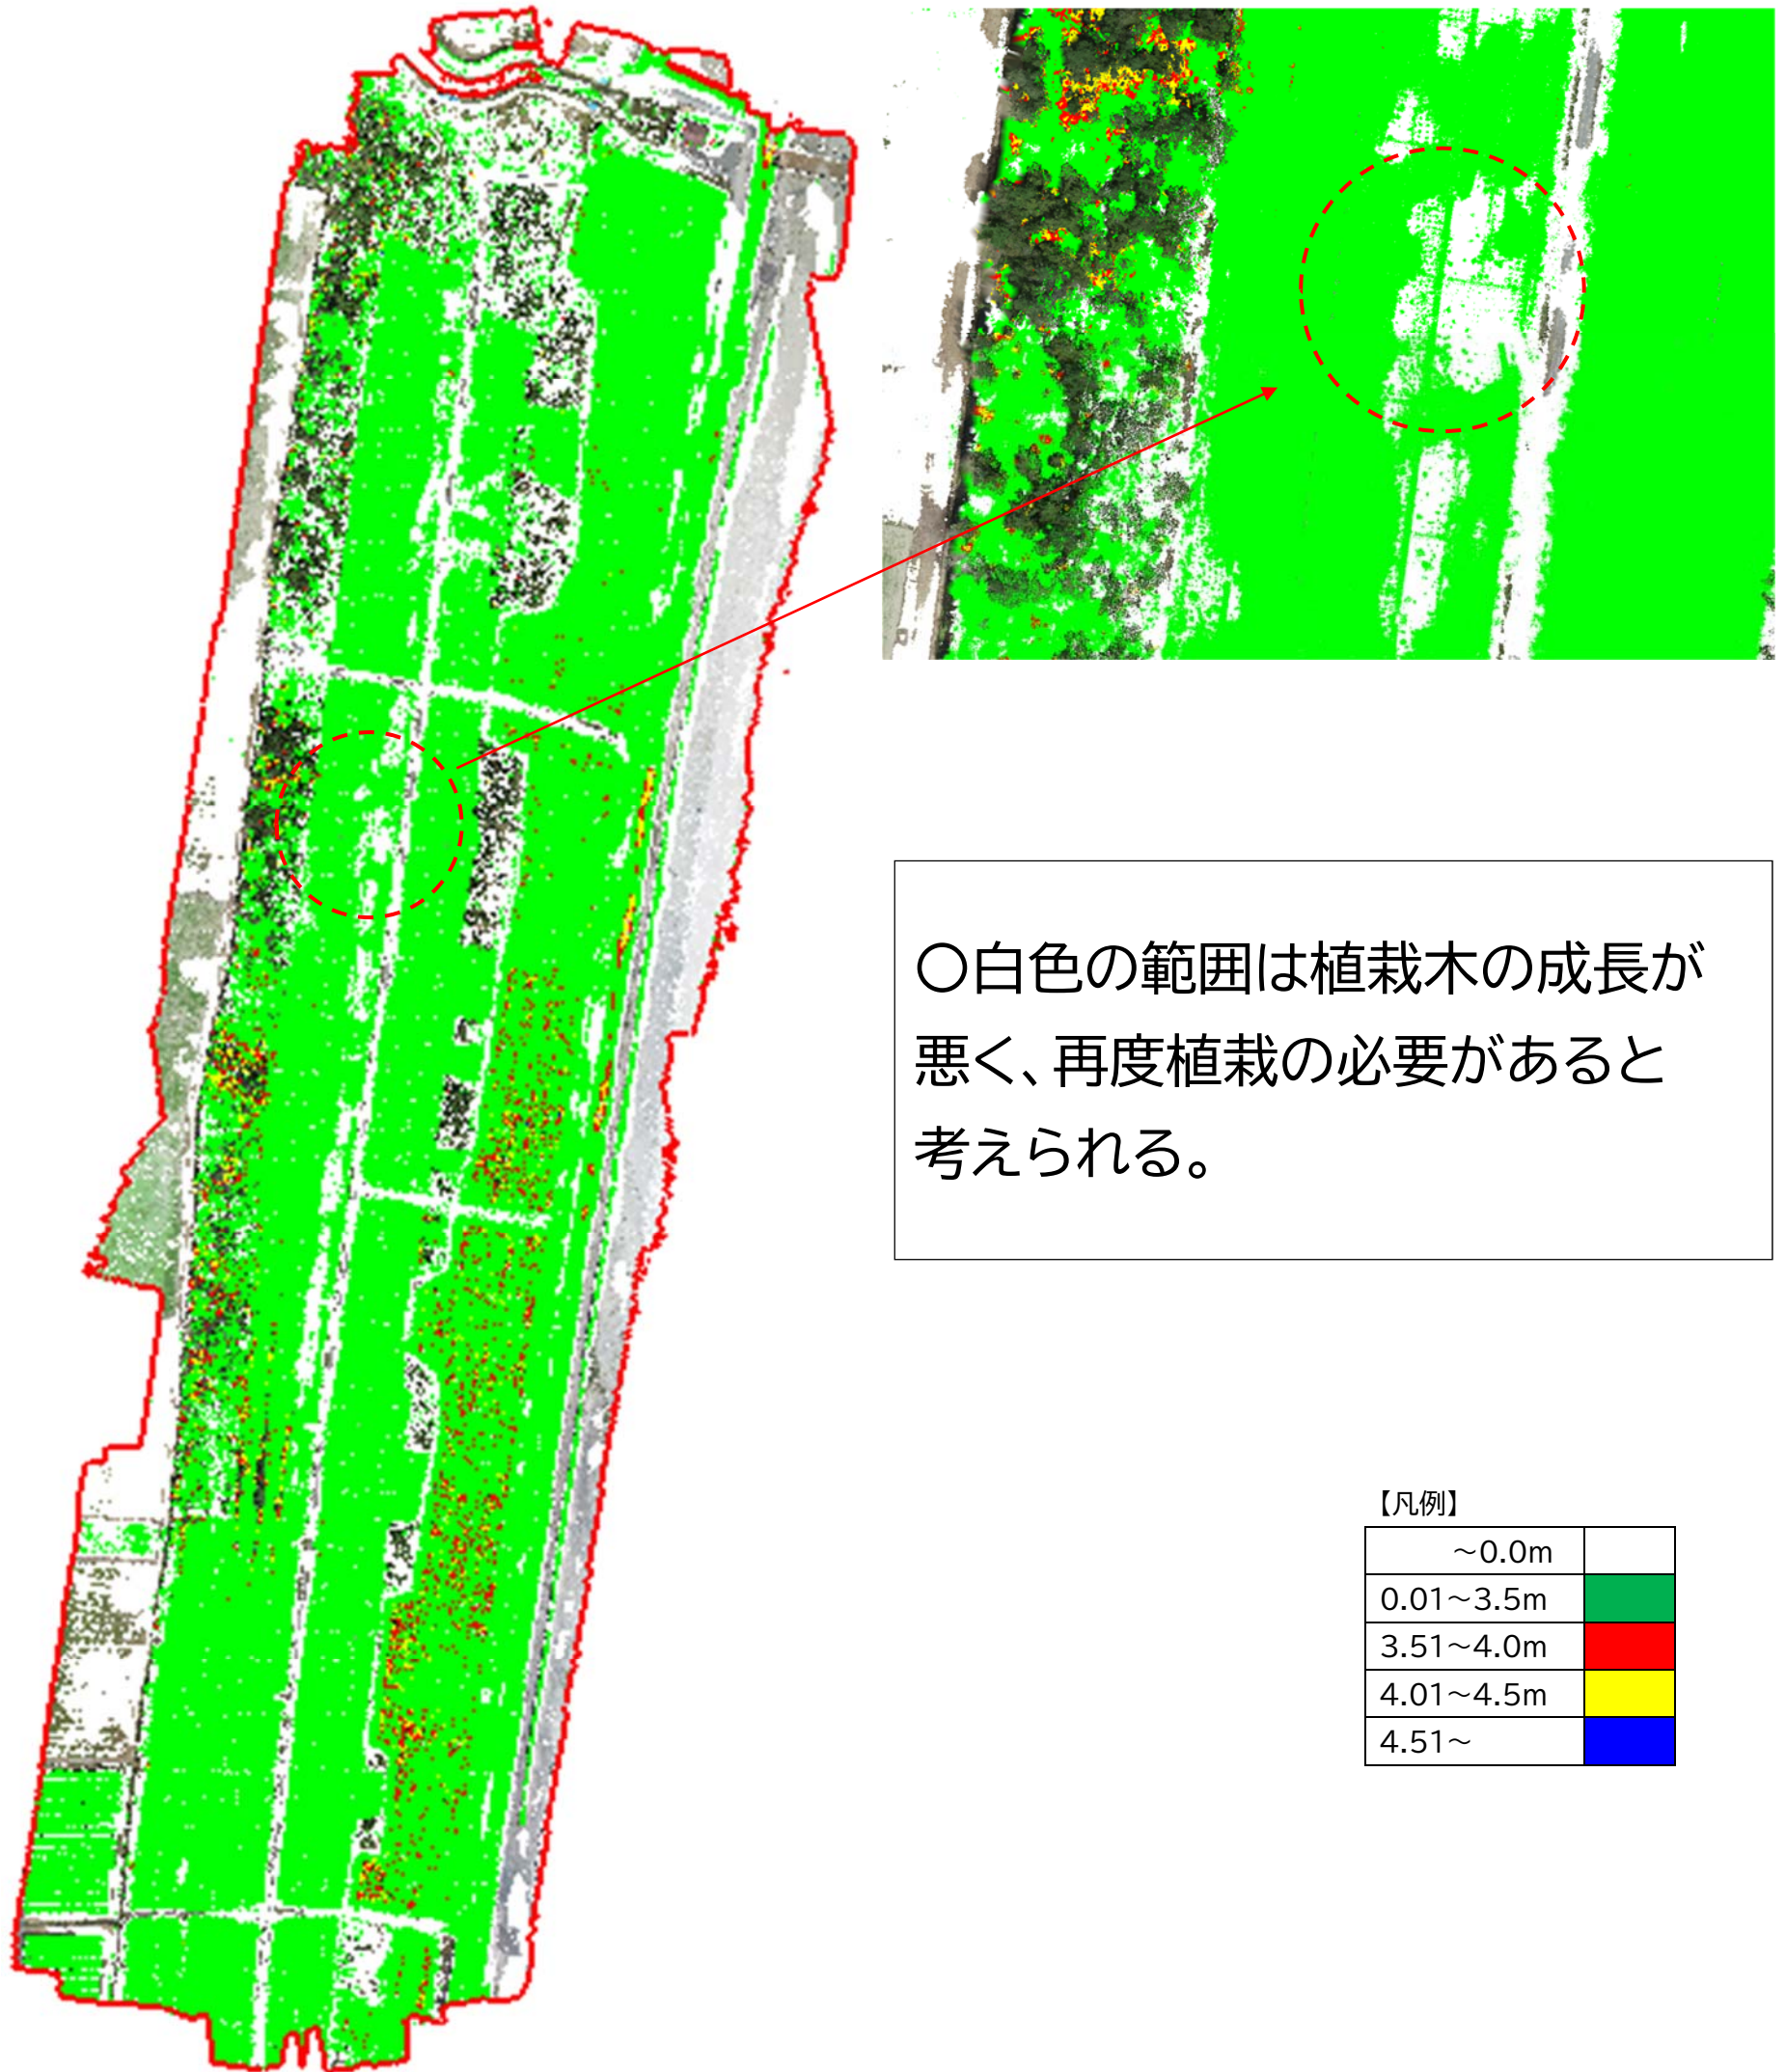 〇白色の範囲は植栽木の成長が
悪く、再度植栽の必要があると
考えられる。
【凡例】
～0.0m
0.01～3.5m
3.51～4.0m
4.01～4.5m
4.51～